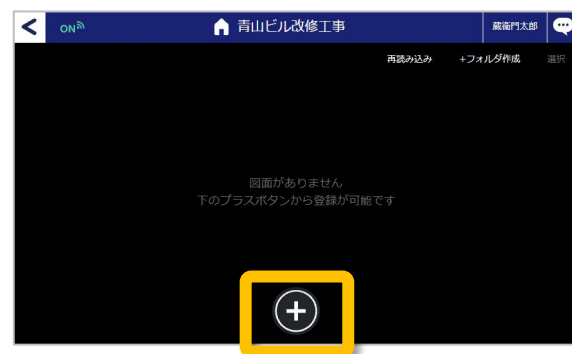 ON
青山ビル改修工事
蔵衛門太郎
再読み込み
+フォルダ作成
選択
図面がありません
下のプラスボタンから登録が可能です